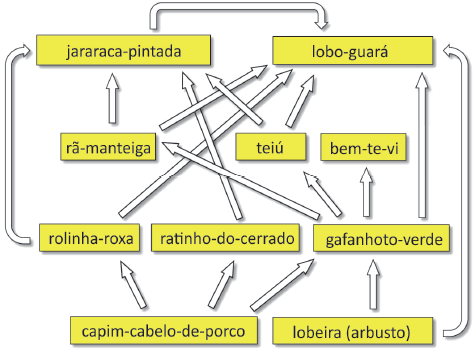 jararaca-pintada
lobo-guará
rã-manteiga
teiú
bem-te-vi
rolinha-roxa
ratinho-do-cerrado
gafanhoto-verde
capim-cabelo-de-porco
lobeira (arbusto)